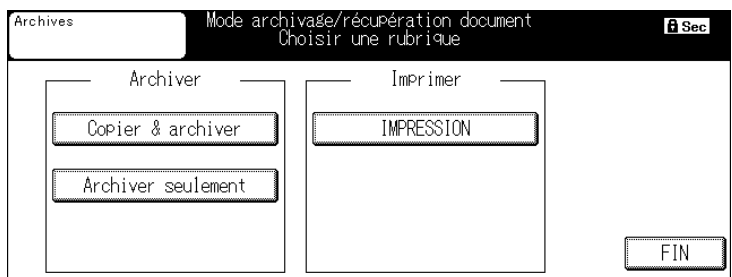 Archives
Mode archivage/récupération document
Choisir une rubrique
Sec
Archiver
Imprimer
Copier & archiver
IMPRESSION
Archiver seulement
FIN